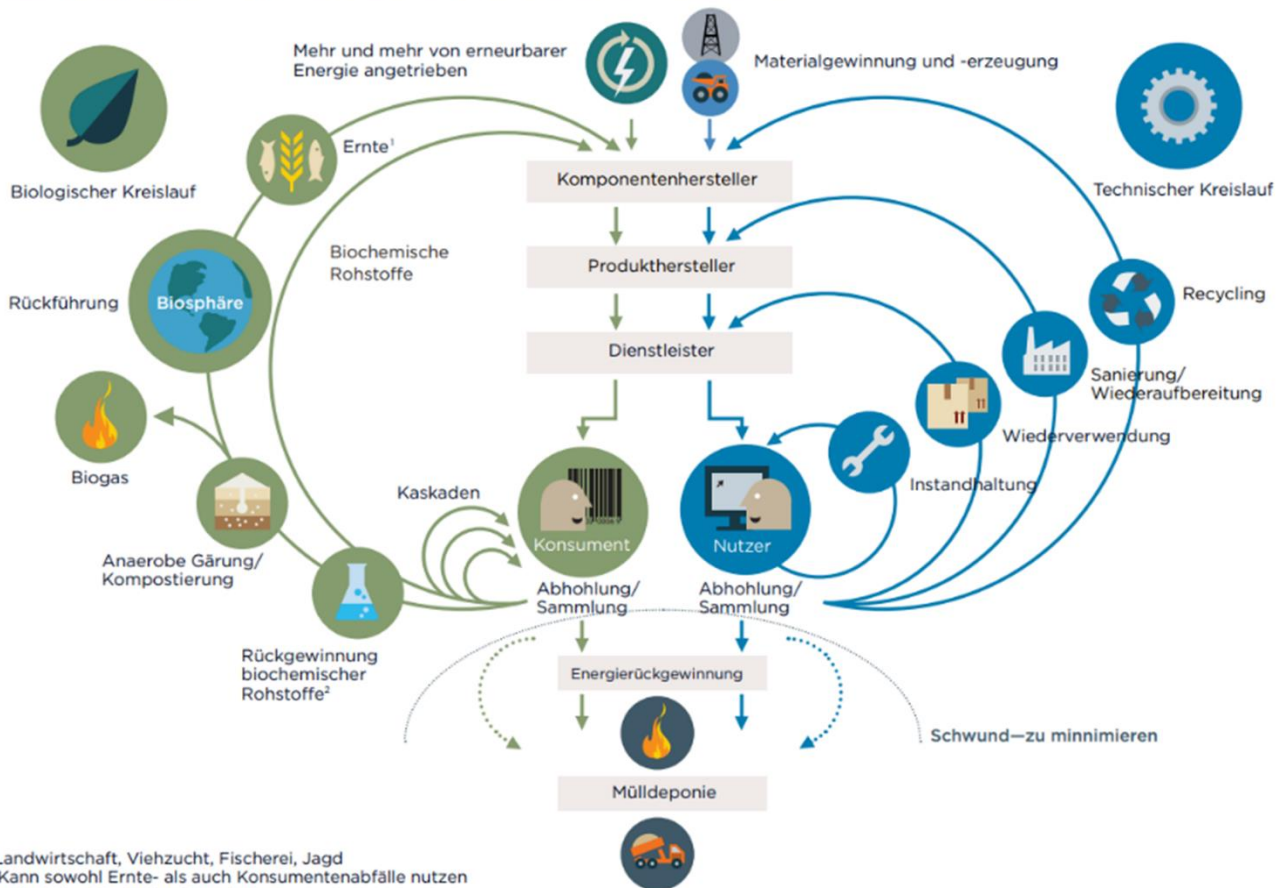 Mehr und mehr von erneurbarer
Energie angetrieben
Materialgewinnung und -erzeugung
Biologischer Kreislauf
Ernte¹
Technischer Kreislauf
Komponentenhersteller
Biochemische
Rohstoffe
Produkthersteller
Rückführung
Biosphäre
Recycling
Dienstleister
Sanierung/
Wiederaufbereitung
Wiederverwendung
Biogas
Instandhaltung
Kaskaden
Konsument
Nutzer
Anaerobe Gärung/
Kompostierung
Abhohlung/
Sammlung
Abhohlung/
Sammlung
Rückgewinnung
biochemischer
Rohstoffe²
Energierückgewinnung
Schwund—zu minnimieren
Mülldeponie
Landwirtschaft, Viehzucht, Fischerei, Jagd
Kann sowohl Ernte- als auch Konsumentenabfälle nutzen